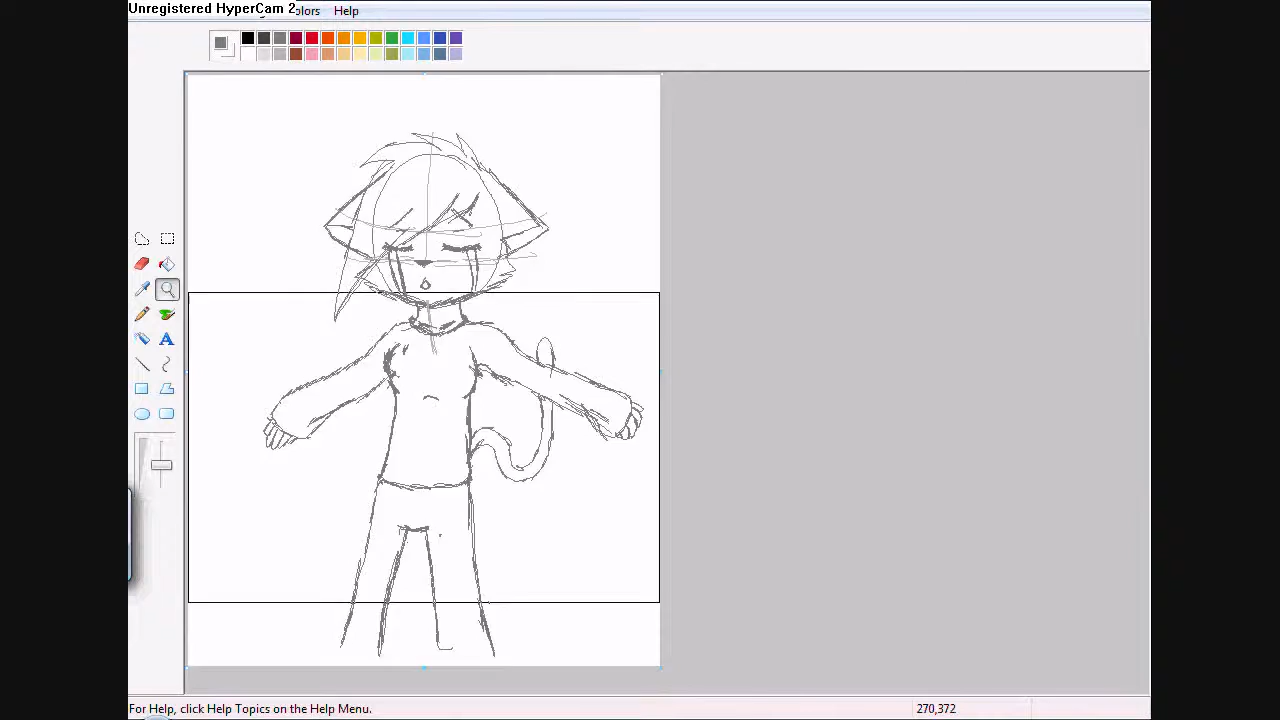 Unregistered HyperCam 2
olors Help
A
For Help, click Help Topics on the Help Menu.
270,372